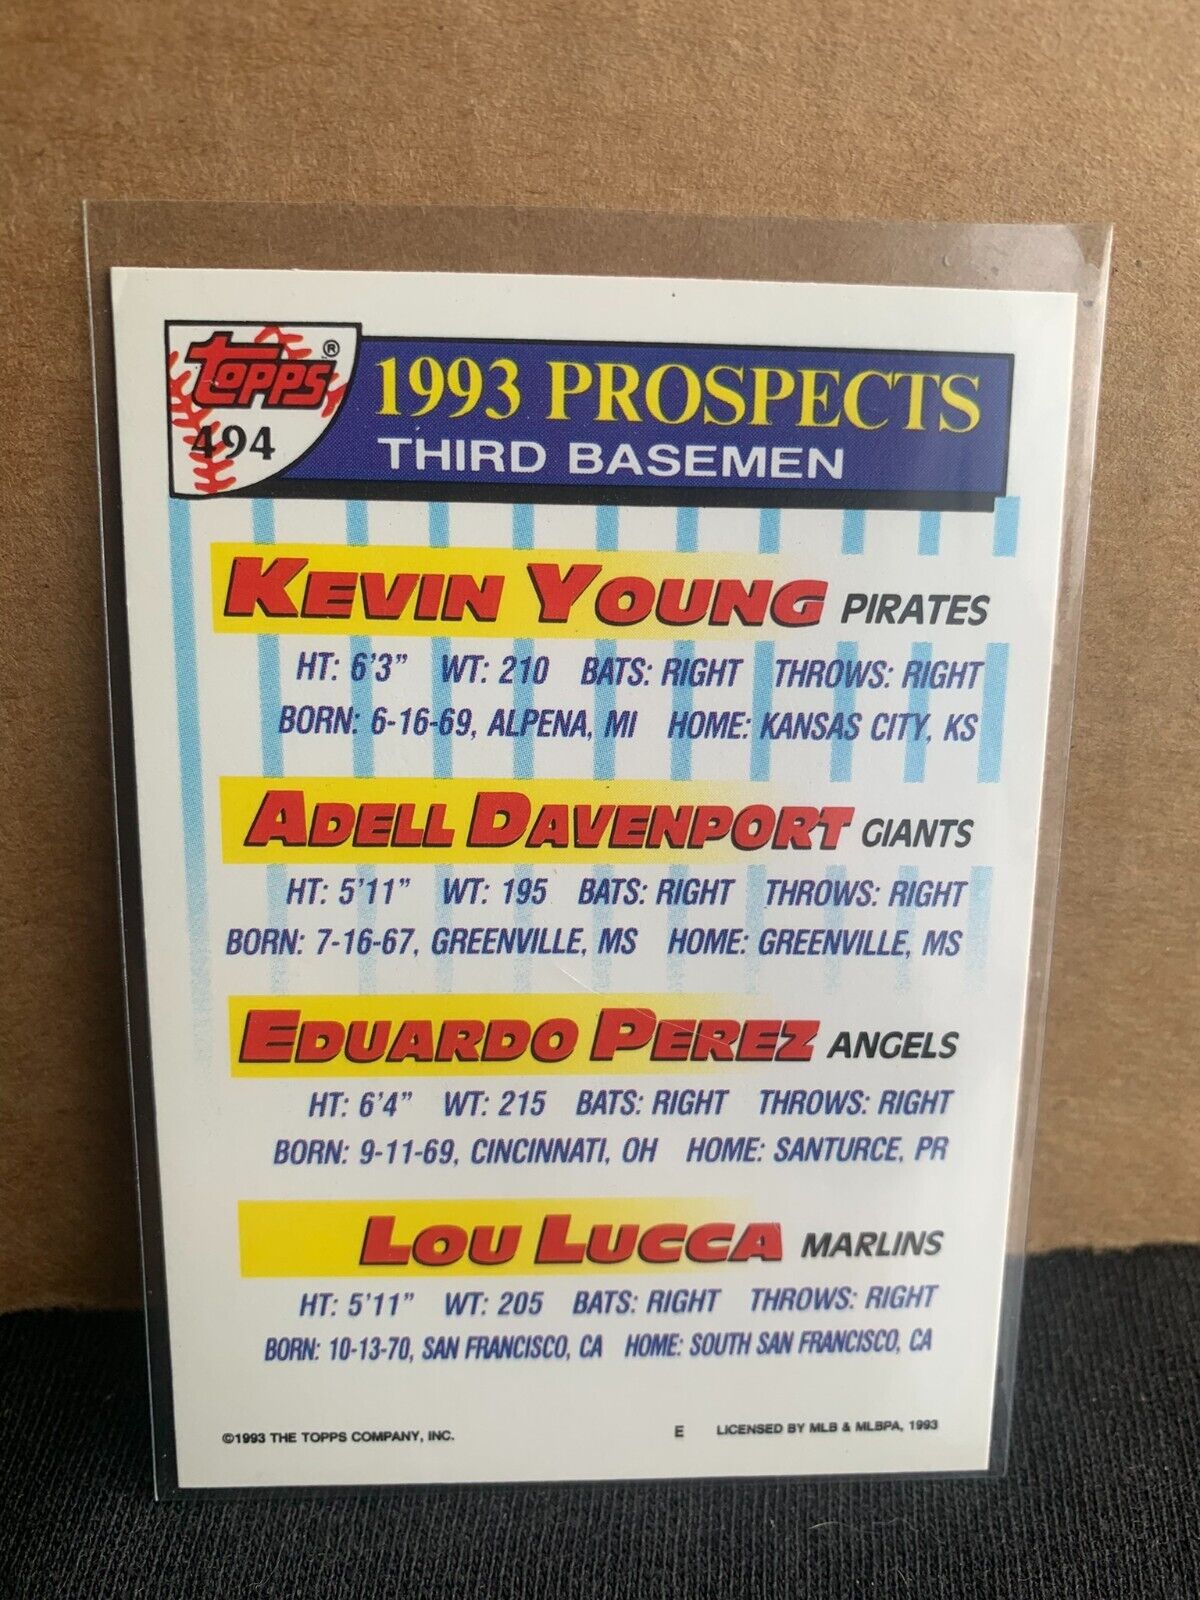 Topps®
494
1993 PROSPECTS
THIRD BASEMEN
KEVIN YOUNG PIRATES
HT: 6'3" WT: 210 BATS: RIGHT THROWS: RIGHT
BORN: 6-16-69, ALPENA, MI HOME: KANSAS CITY, KS
ADELL DAVENPORT GIANTS
HT: 5'11" WT: 195 BATS: RIGHT THROWS: RIGHT
BORN: 7-16-67, GREENVILLE, MS HOME: GREENVILLE, MS
EDUARDO PEREZ ANGELS
HT: 6'4" WT: 215 BATS: RIGHT THROWS: RIGHT
BORN: 9-11-69, CINCINNATI, OH HOME: SANTURCE, PR
LOU LUCCA MARLINS
HT: 5'11" WT: 205 BATS: RIGHT THROWS: RIGHT
BORN: 10-13-70, SAN FRANCISCO, CA HOME: SOUTH SAN FRANCISCO, CA
©1993 THE TOPPS COMPANY, INC. E LICENSED BY MLB & MLBPA, 1993